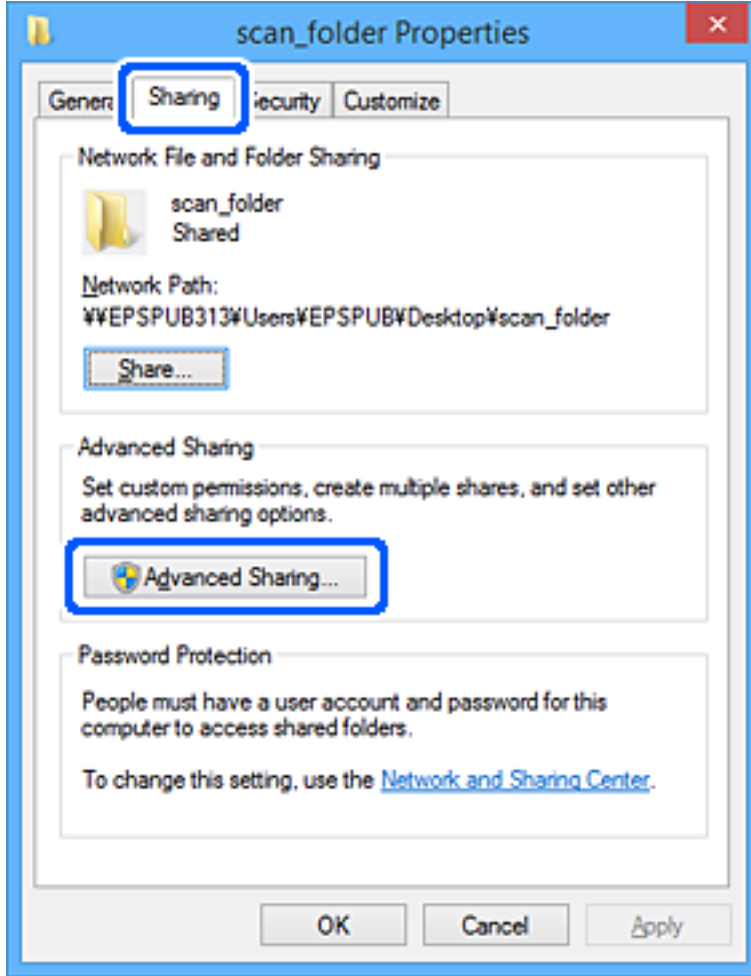 scan_folder Properties
Sharing
Customize
Network File and Folder Sharing
scan_folder
Shared
Network Path:
¥¥EPSPUB313¥Users¥EPSPUB¥Desktop¥scan_folder
Share...
Advanced Sharing
Set custom permissions, create multiple shares, and set other
advanced sharing options.
Advanced Sharing...
Password Protection
People must have a user account and password for this
computer to access shared folders.
To change this setting, use the Network and Sharing Center.
OK Cancel Apply